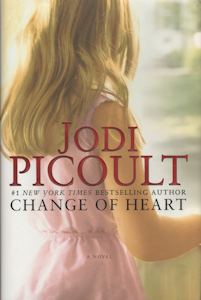 JODI
PICOULT
#1 NEW YORK TIMES BESTSELLING AUTHOR
CHANGE OF HEART
A NOVEL